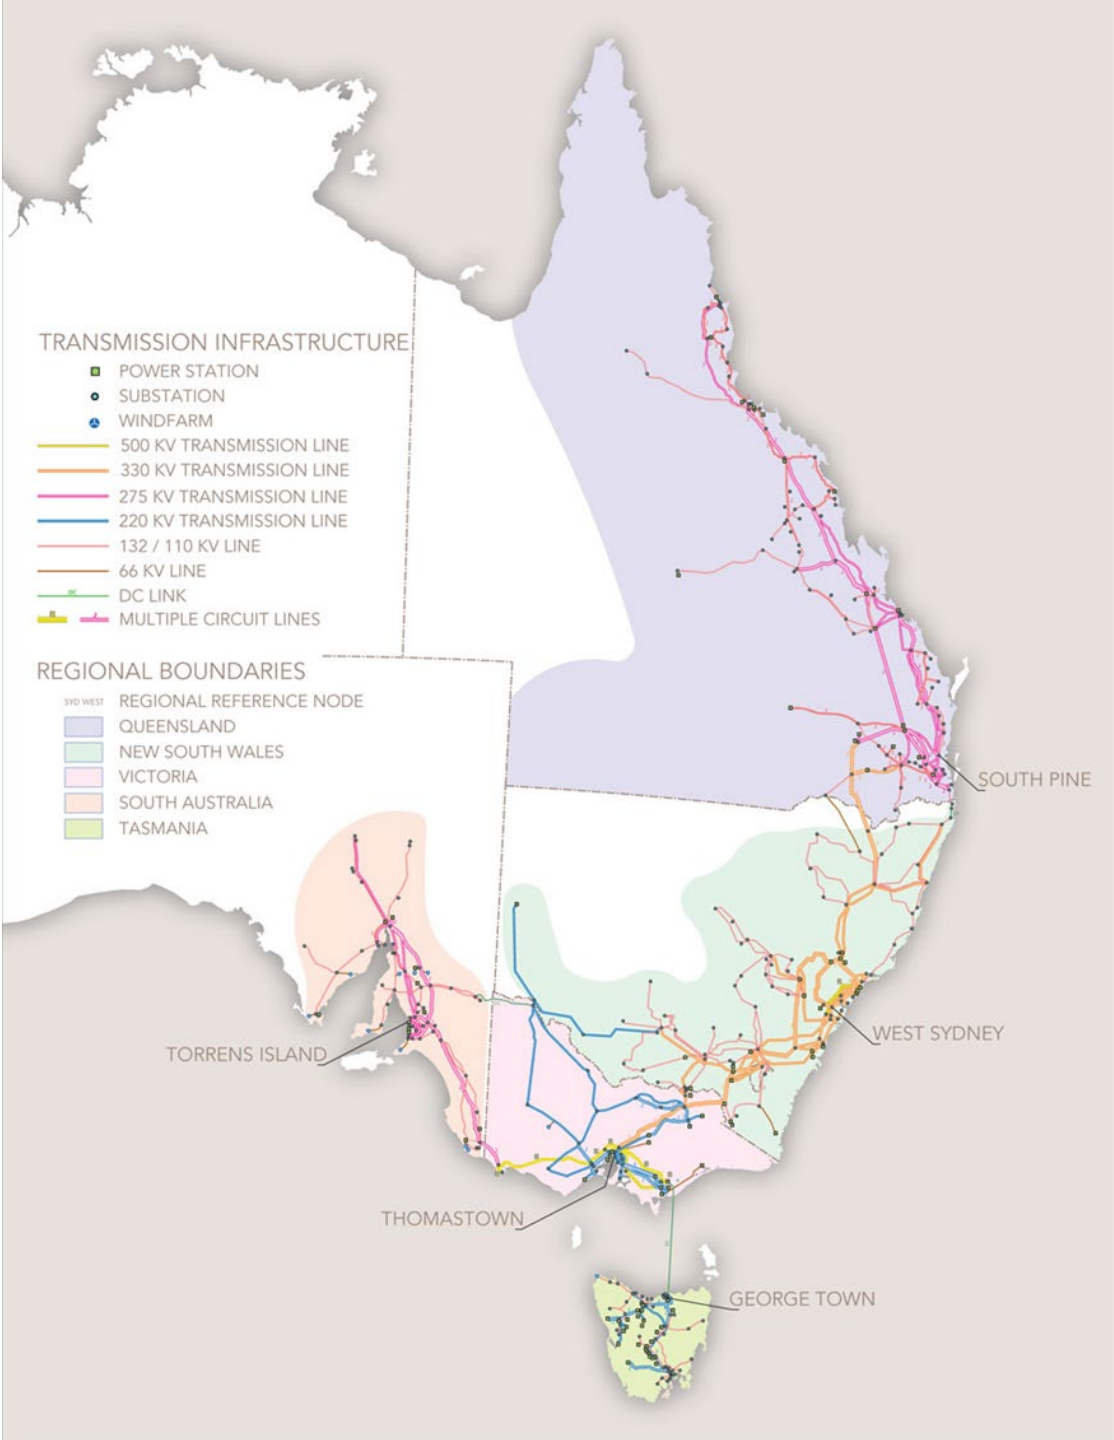 TRANSMISSION INFRASTRUCTURE
POWER STATION
SUBSTATION
WINDFARM
500 KV TRANSMISSION LINE
330 KV TRANSMISSION LINE
275 KV TRANSMISSION LINE
220 KV TRANSMISSION LINE
132 / 110 KV LINE
66 KV LINE
DC LINK
MULTIPLE CIRCUIT LINES
REGIONAL BOUNDARIES
SYD WEST REGIONAL REFERENCE NODE
QUEENSLAND
NEW SOUTH WALES
VICTORIA
SOUTH AUSTRALIA
TASMANIA
SOUTH PINE
WEST SYDNEY
TORRENS ISLAND
THOMASTOWN
GEORGE TOWN